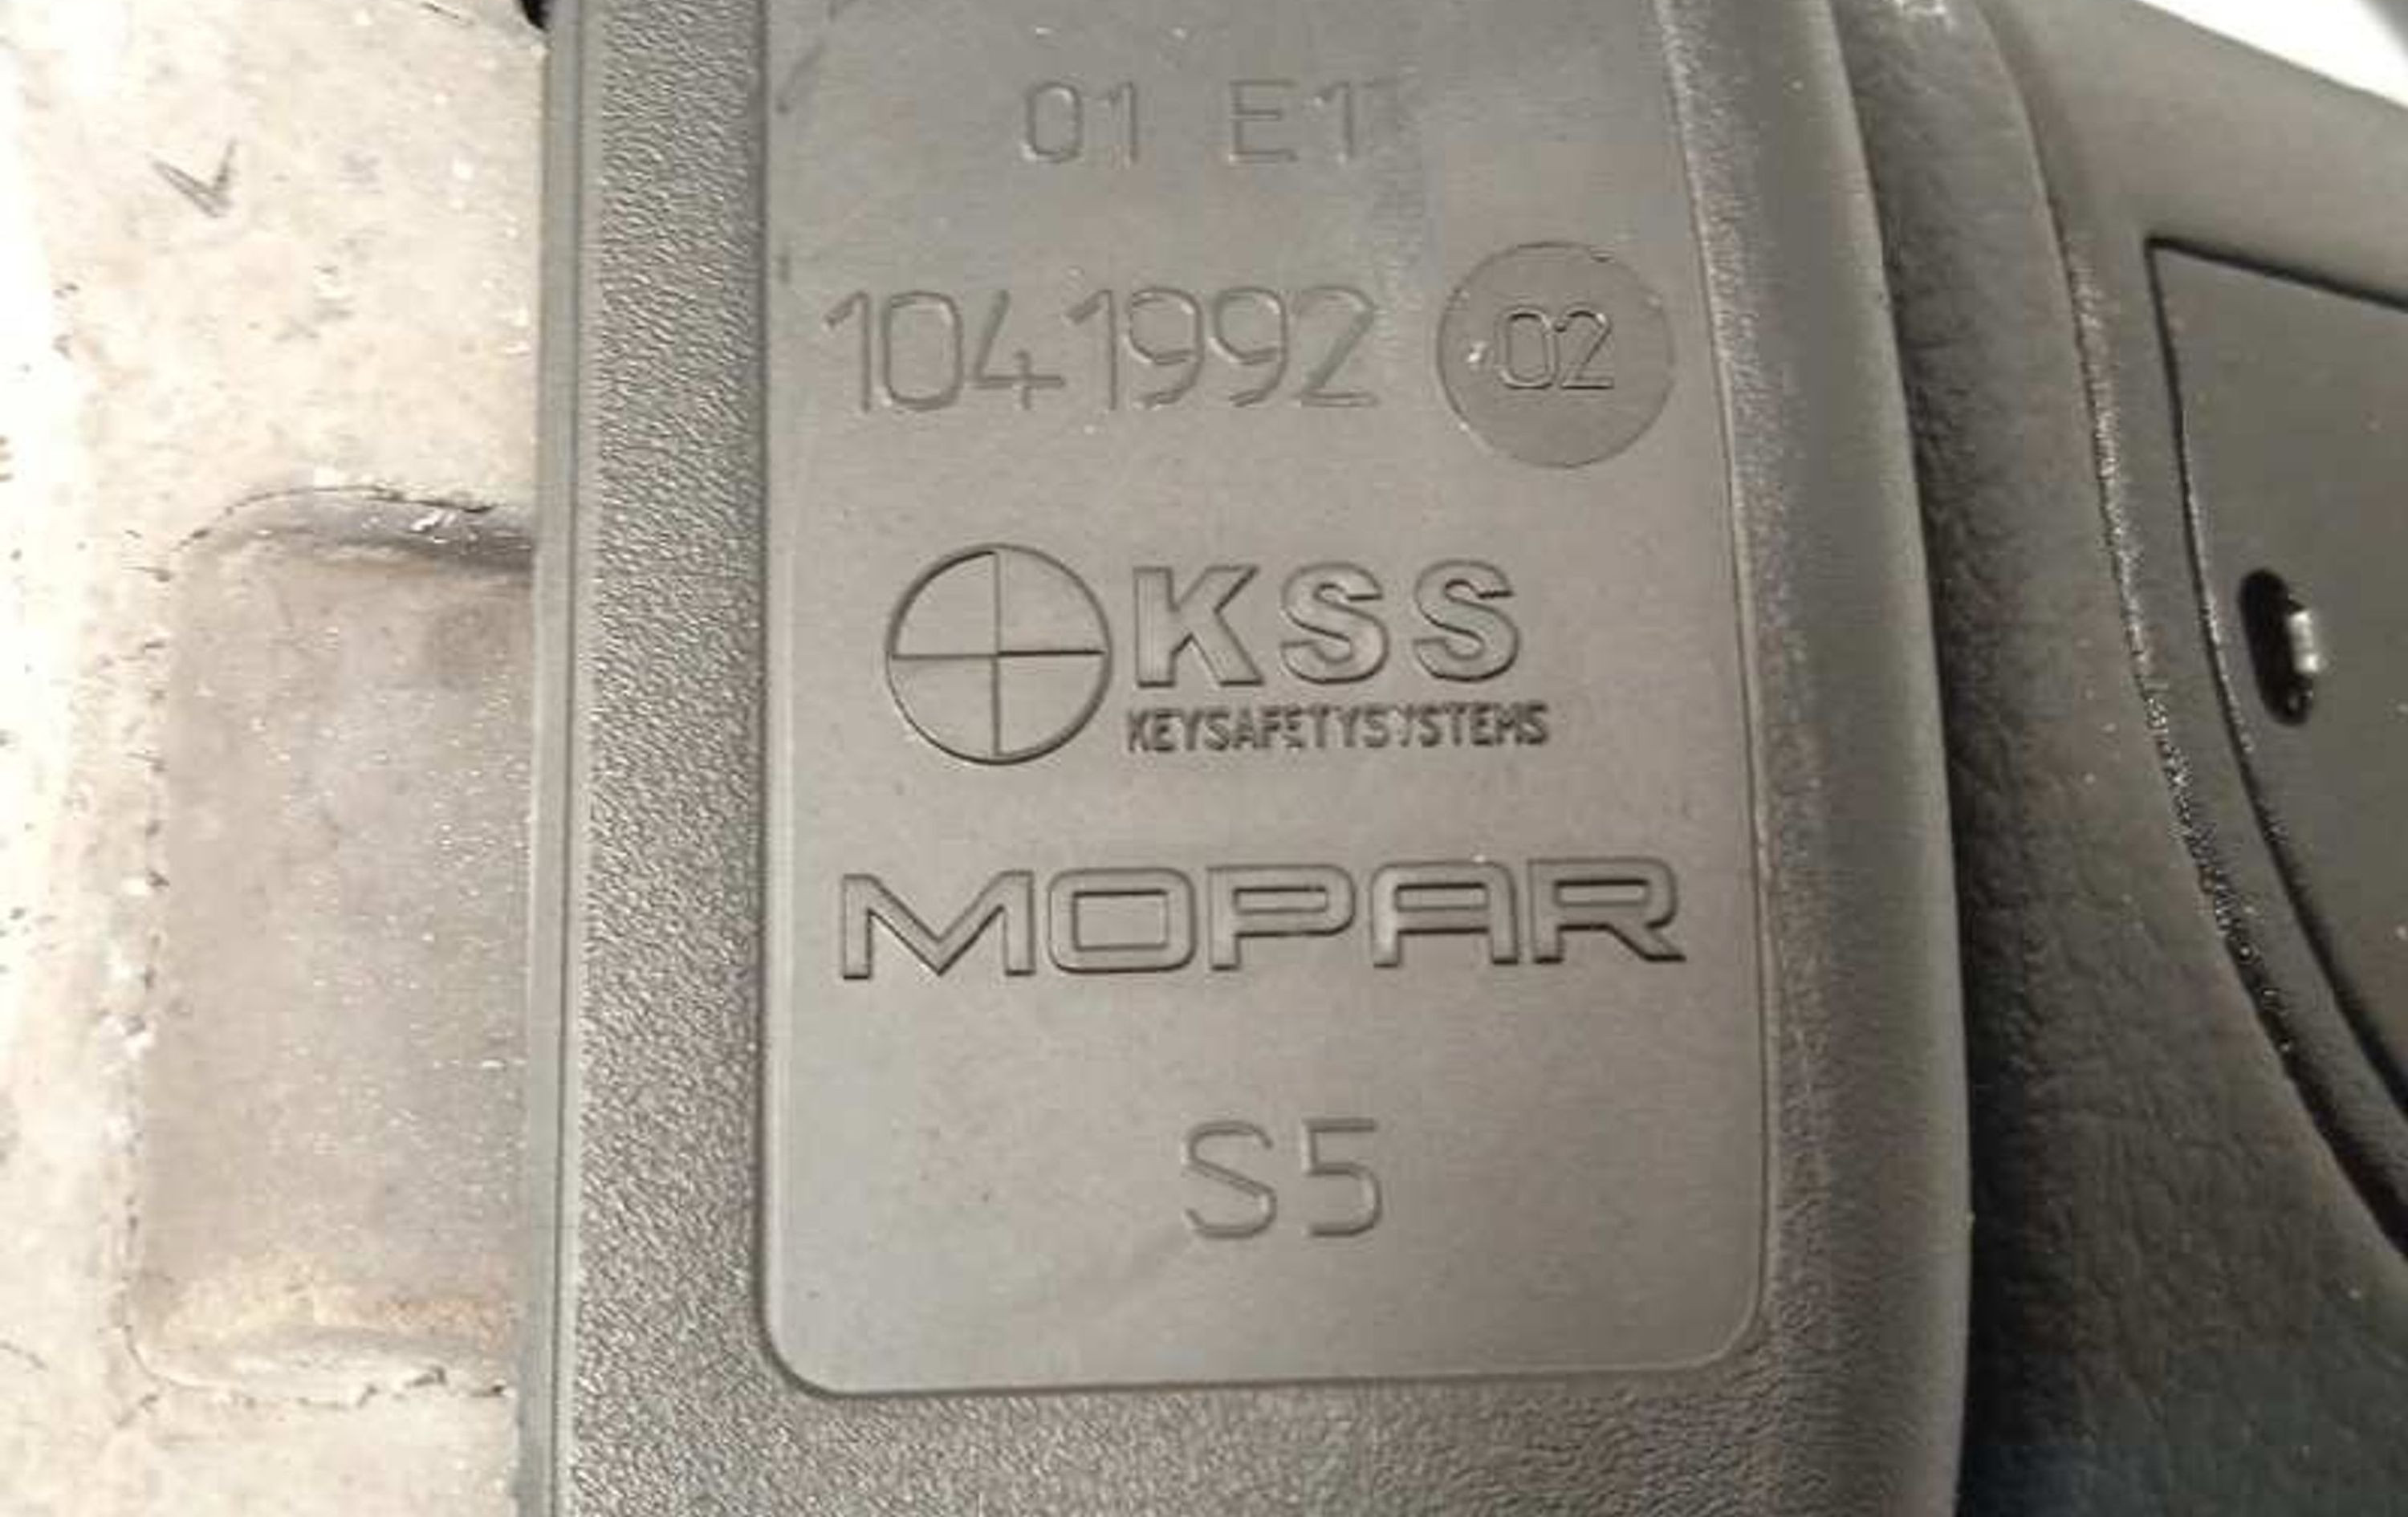 01 E1
1041992 02
KSS
KEYSAFETYSYSTEMS
MOPAR
S5